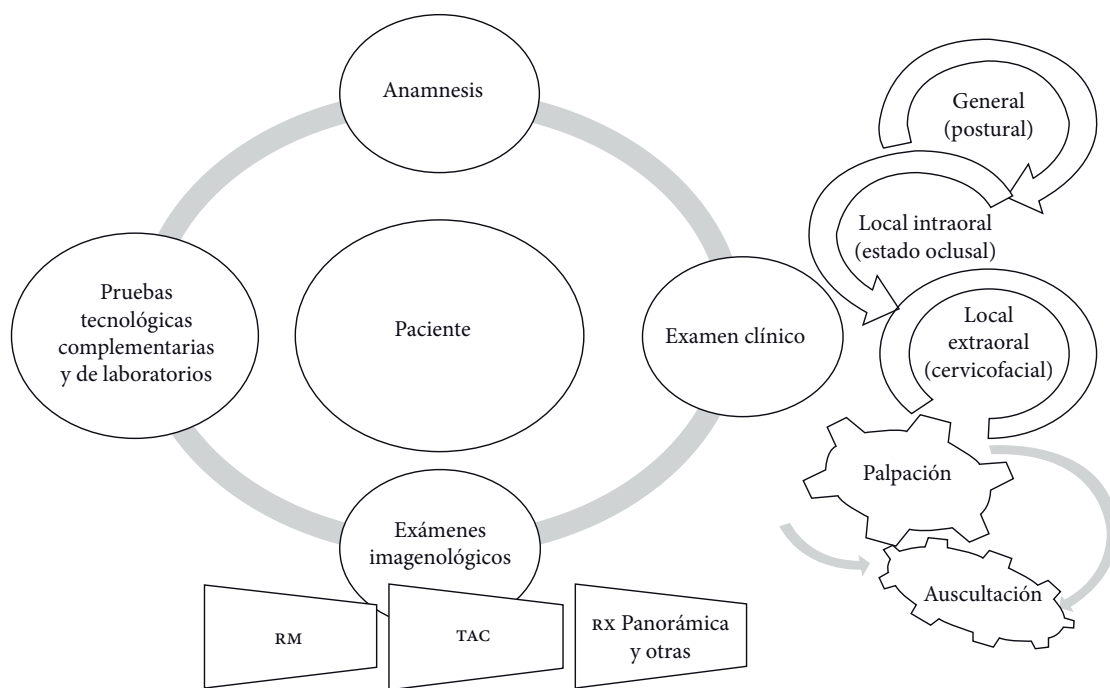 Anamnesis
Pruebas
tecnológicas
complementarias
y de laboratorios
Paciente
Examen clínico
Exámenes
imagenológicos
RM
TAC
RX Panorámica
y otras
General
(postural)
Local intraoral
(estado oclusal)
Local
extraoral
(cervicofacial)
Palpación
Auscultación